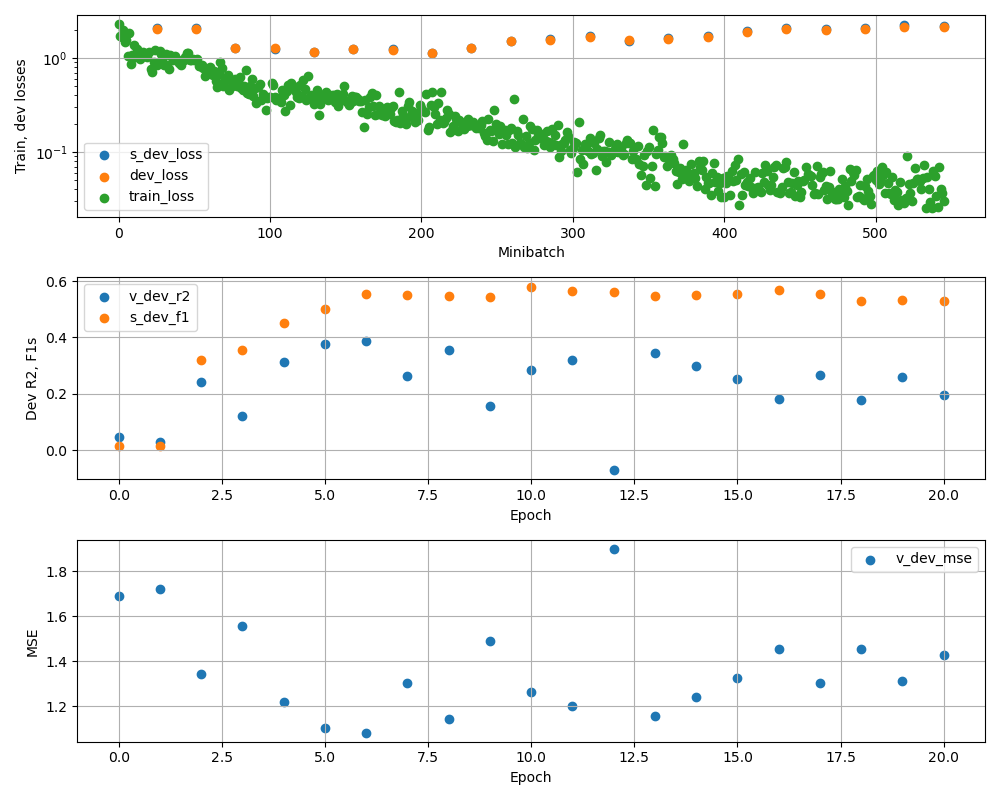 Train, dev losses
10⁰
10⁻¹
s_dev_loss
dev_loss
train_loss
0 100 200 300 400 500
Minibatch
Dev R2, F1s
0.6
0.4
0.2
0.0
v_dev_r2
s_dev_f1
0.0 2.5 5.0 7.5 10.0 12.5 15.0 17.5 20.0
Epoch
MSE
1.8
1.6
1.4
1.2
v_dev_mse
0.0 2.5 5.0 7.5 10.0 12.5 15.0 17.5 20.0
Epoch